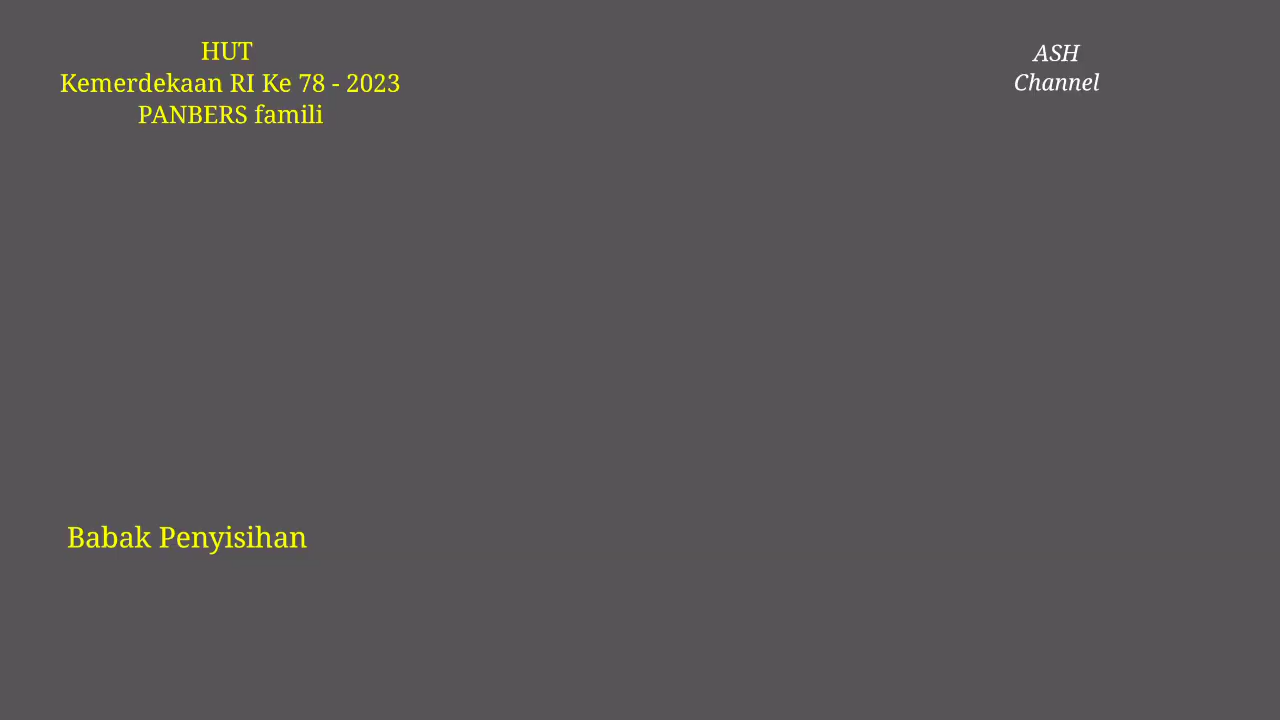 HUT
Kemerdekaan RI Ke 78 - 2023
PANBERS famili
ASH
Channel
Babak Penyisihan